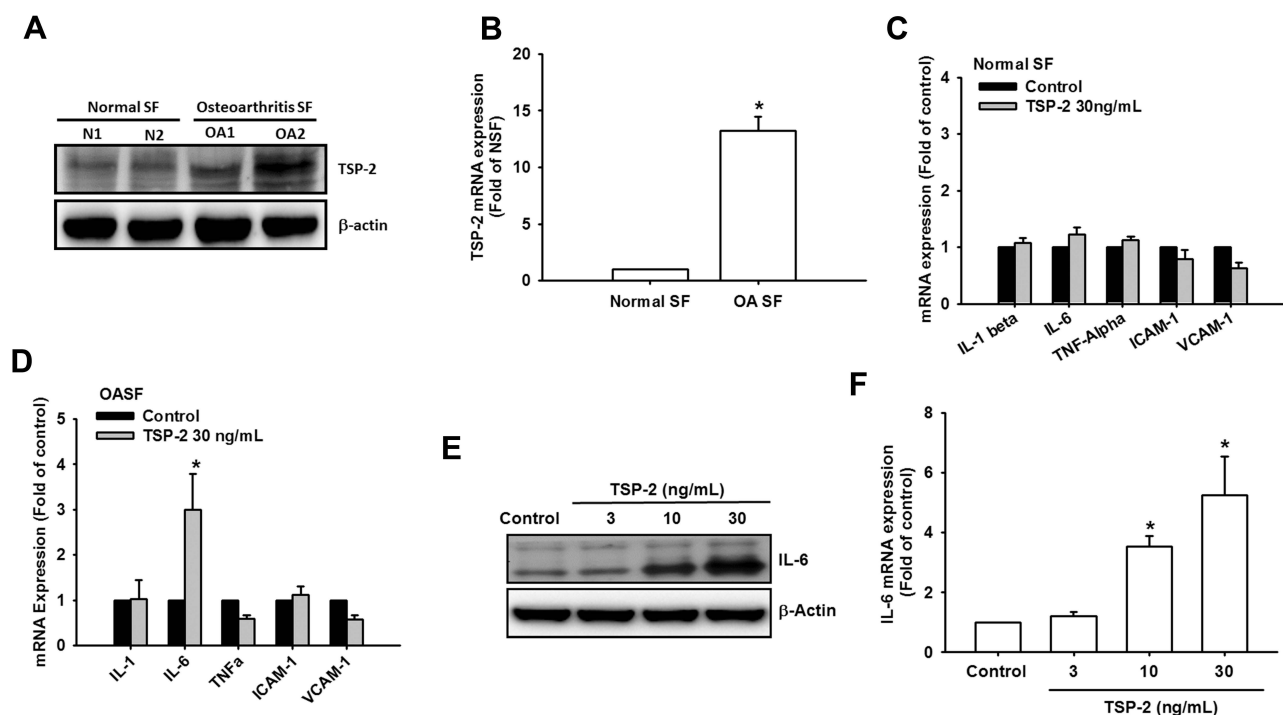 A
Normal SF Osteoarthritis SF
N1 N2 OA1 OA2
TSP-2
β-actin
B
TSP-2 mRNA expression
(Fold of NSF)
20
15
10
5
0
*
Normal SF OA SF
C
mRNA expression (Fold of control)
Normal SF
Control
TSP-2 30ng/mL
4
3
2
1
0
IL-1 beta IL-6 TNF-Alpha ICAM-1 VCAM-1
D
mRNA Expression (Fold of control)
OASF
Control
TSP-2 30 ng/mL
5
4
3
2
1
0
*
IL-1 IL-6 TNFa ICAM-1 VCAM-1
E
TSP-2 (ng/mL)
Control 3 10 30
IL-6
β-Actin
F
IL-6 mRNA expression
(Fold of control)
8
6
4
2
0
*
*
Control 3 10 30
TSP-2 (ng/mL)